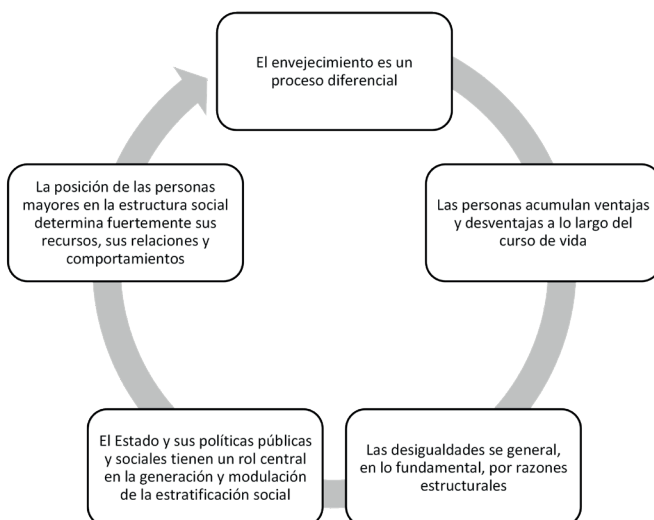 El envejecimiento es un
proceso diferencial
Las personas acumulan ventajas
y desventajas a lo largo del
curso de vida
Las desigualdades se general,
en lo fundamental, por razones
estructurales
El Estado y sus políticas públicas
y sociales tienen un rol central
en la generación y modulación
de la estratificación social
La posición de las personas
mayores en la estructura social
determina fuertemente sus
recursos, sus relaciones y
comportamientos